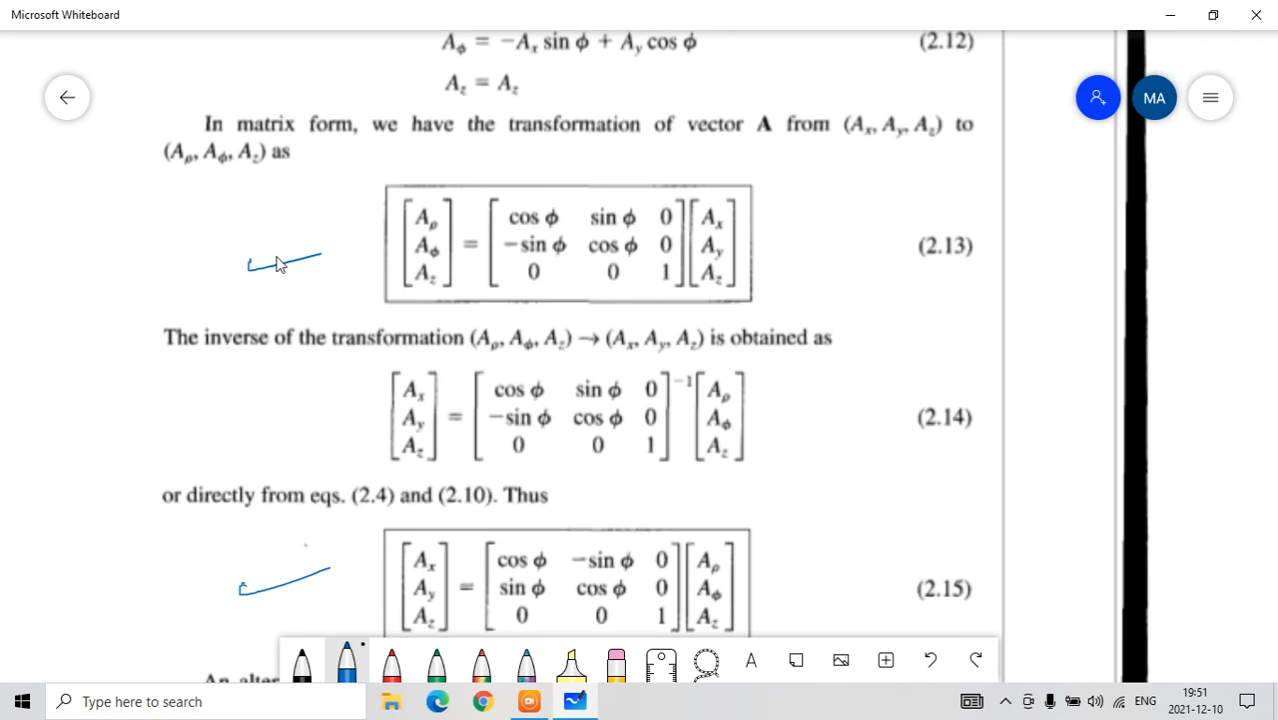 Microsoft Whiteboard
A_ϕ = −A_x sin ϕ + A_y cos ϕ (2.12)
A_z = A_z
MA
In matrix form, we have the transformation of vector A from (A_x, A_y, A_z) to
(A_ρ, A_ϕ, A_z) as
[A_ρ] [cos ϕ sin ϕ 0] [A_x]
[A_ϕ] = [−sin ϕ cos ϕ 0] [A_y] (2.13)
[A_z] [0 0 1] [A_z]
The inverse of the transformation (A_ρ, A_ϕ, A_z) → (A_x, A_y, A_z) is obtained as
[A_x] [cos ϕ sin ϕ 0]⁻¹ [A_ρ]
[A_y] = [−sin ϕ cos ϕ 0] [A_ϕ] (2.14)
[A_z] [0 0 1] [A_z]
or directly from eqs. (2.4) and (2.10). Thus
[A_x] [cos ϕ −sin ϕ 0] [A_ρ]
[A_y] = [sin ϕ cos ϕ 0] [A_ϕ] (2.15)
[A_z] [0 0 1] [A_z]
An alter
A
Type here to search
ENG
19:51
2021-12-10